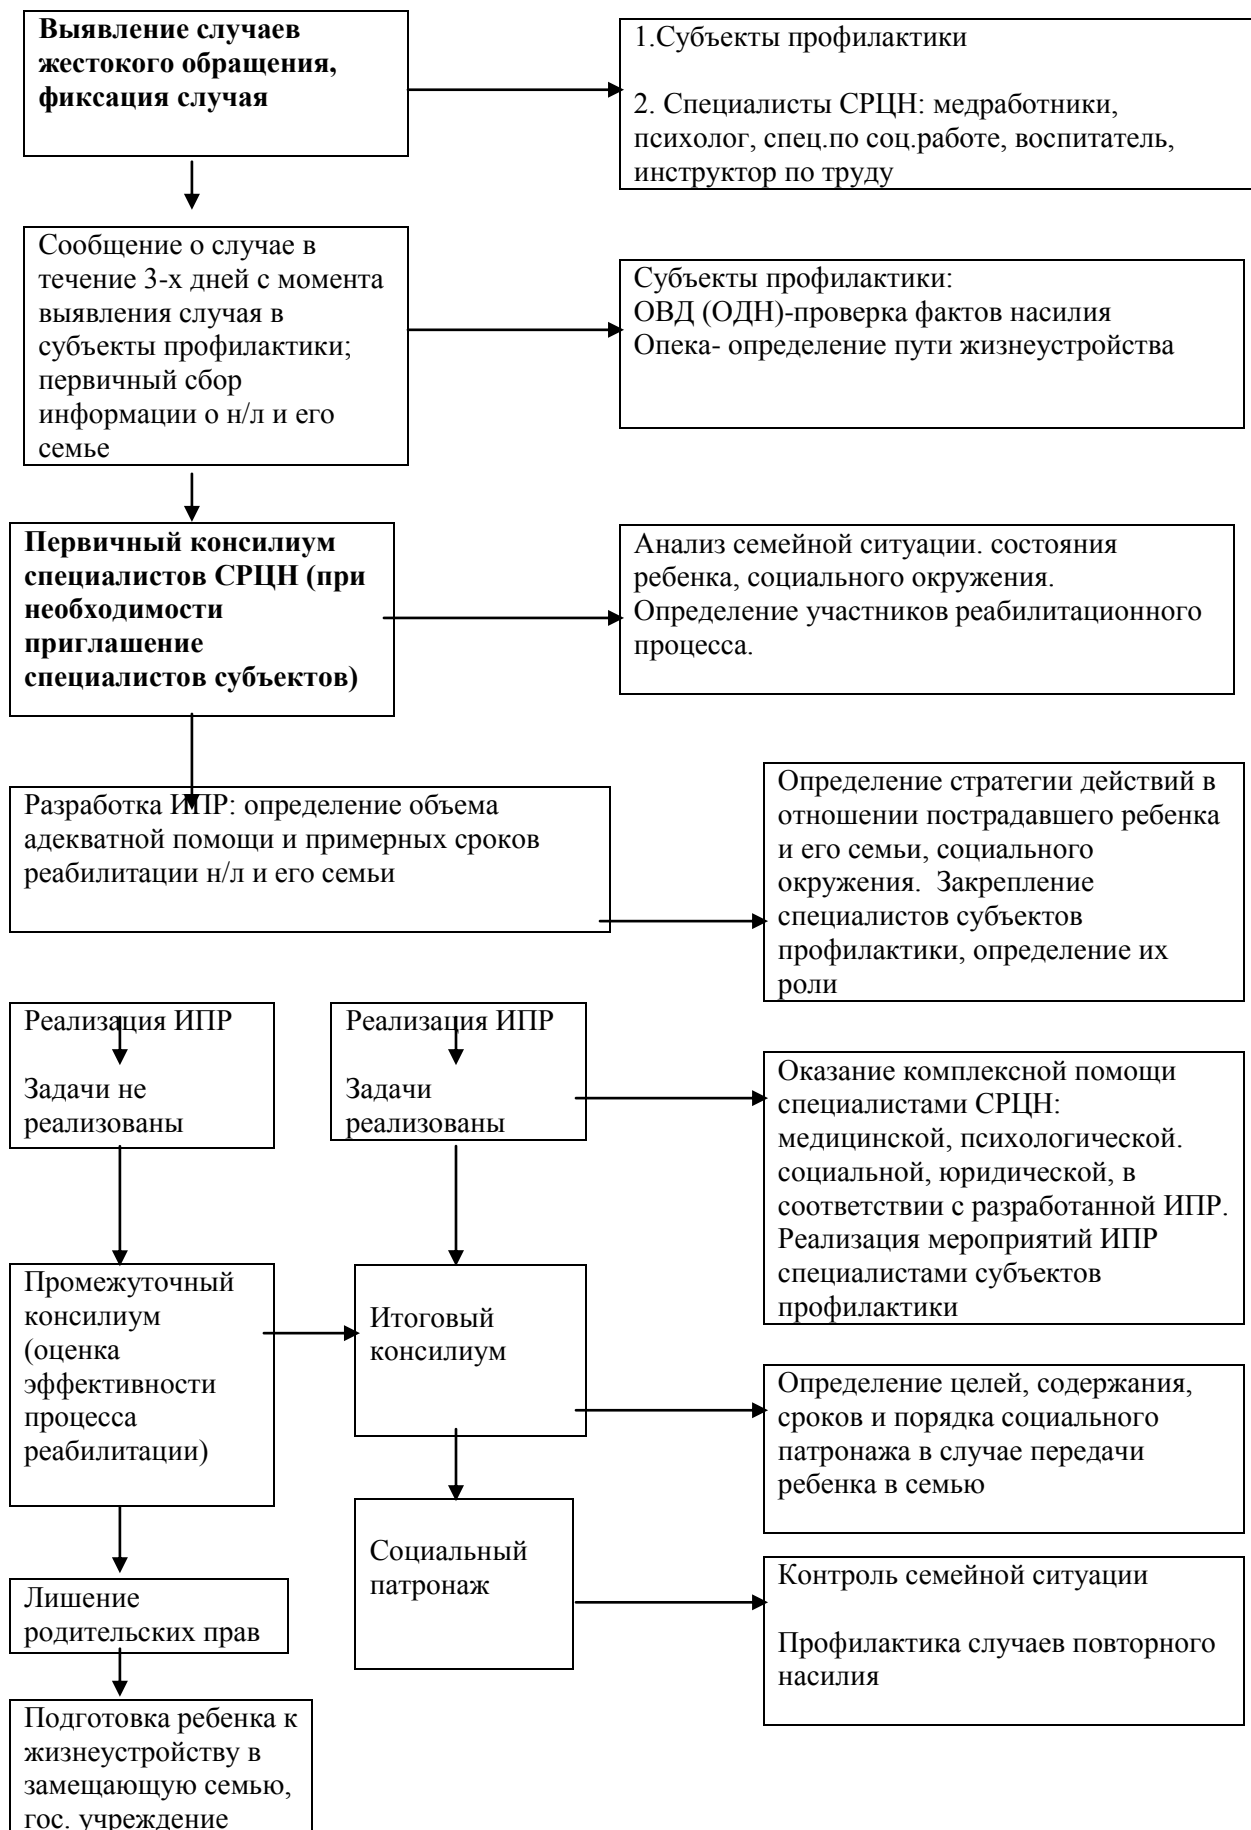 Выявление случаев
жестокого обращения,
фиксация случая
1.Субъекты профилактики
2. Специалисты СРЦН: медработники,
психолог, спец.по соц.работе, воспитатель,
инструктор по труду
Сообщение о случае в
течение 3-х дней с момента
выявления случая в
субъекты профилактики;
первичный сбор
информации о н/л и его
семье
Субъекты профилактики:
ОВД (ОДН)-проверка фактов насилия
Опека- определение пути жизнеустройства
Первичный консилиум
специалистов СРЦН (при
необходимости
приглашение
специалистов субъектов)
Анализ семейной ситуации. состояния
ребенка, социального окружения.
Определение участников реабилитационного
процесса.
Разработка ИПР: определение объема
адекватной помощи и примерных сроков
реабилитации н/л и его семьи
Определение стратегии действий в
отношении пострадавшего ребенка
и его семьи, социального
окружения. Закрепление
специалистов субъектов
профилактики, определение их
роли
Реализация ИПР
Задачи не
реализованы
Реализация ИПР
Задачи
реализованы
Оказание комплексной помощи
специалистами СРЦН:
медицинской, психологической.
социальной, юридической, в
соответствии с разработанной ИПР.
Реализация мероприятий ИПР
специалистами субъектов
профилактики
Промежуточный
консилиум
(оценка
эффективности
процесса
реабилитации)
Итоговый
консилиум
Определение целей, содержания,
сроков и порядка социального
патронажа в случае передачи
ребенка в семью
Социальный
патронаж
Контроль семейной ситуации
Профилактика случаев повторного
насилия
Лишение
родительских прав
Подготовка ребенка к
жизнеустройству в
замещающую семью,
гос. учреждение